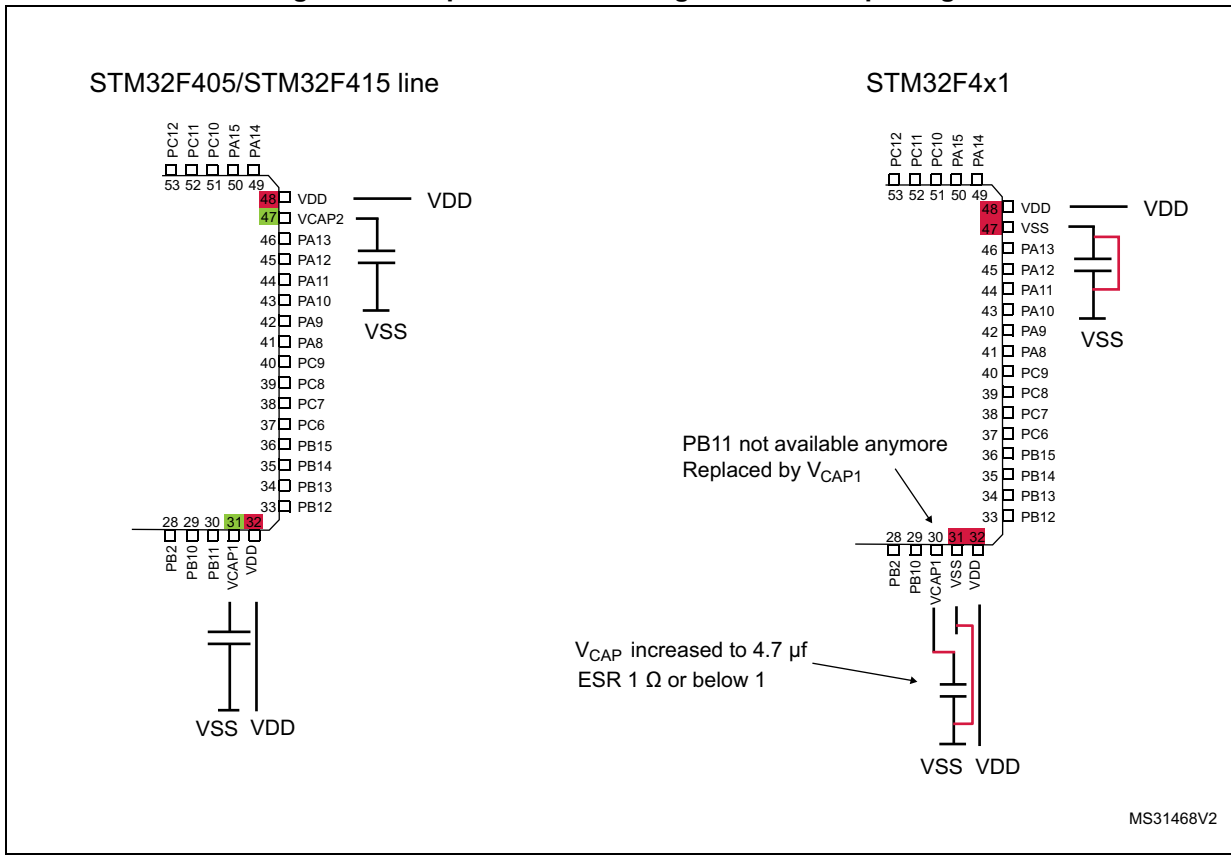 STM32F405/STM32F415 line
PC12
PC11
PC10
PA15
PA14
53 52 51 50 49
48 VDD
VDD
47 VCAP2
46 PA13
45 PA12
44 PA11
43 PA10
42 PA9
41 PA8
40 PC9
39 PC8
38 PC7
37 PC6
36 PB15
35 PB14
34 PB13
33 PB12
VSS
28 29 30 31 32
PB2
PB10
PB11
VCAP1
VDD
VSS VDD
STM32F4x1
PC12
PC11
PC10
PA15
PA14
53 52 51 50 49
48 VDD
VDD
47 VSS
46 PA13
45 PA12
44 PA11
43 PA10
42 PA9
41 PA8
40 PC9
39 PC8
38 PC7
37 PC6
36 PB15
35 PB14
34 PB13
33 PB12
VSS
PB11 not available anymore
Replaced by VCAP1
28 29 30 31 32
PB2
PB10
VCAP1
VSS
VDD
VCAP increased to 4.7 µf
ESR 1 Ω or below 1
VSS VDD
MS31468V2